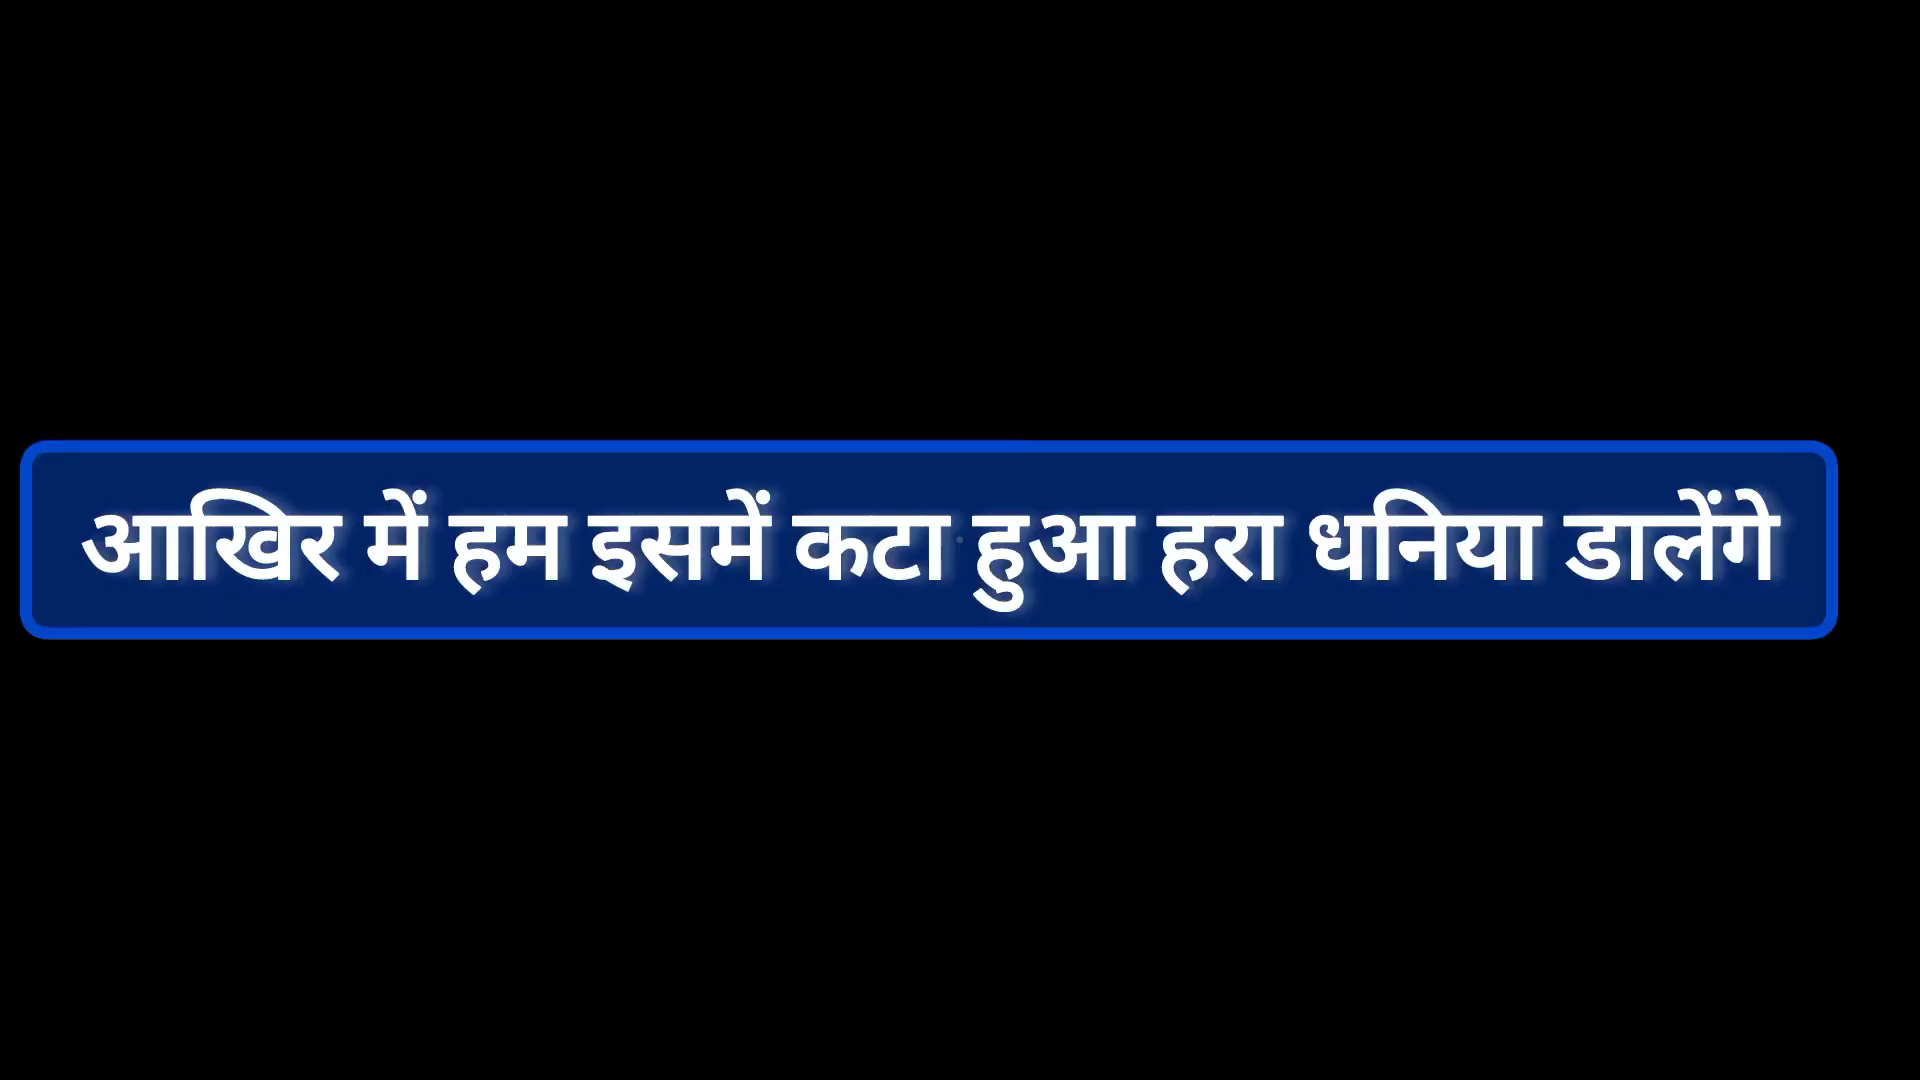 आखिर में हम इसमें कटा हुआ हरा धनिया डालेंगे